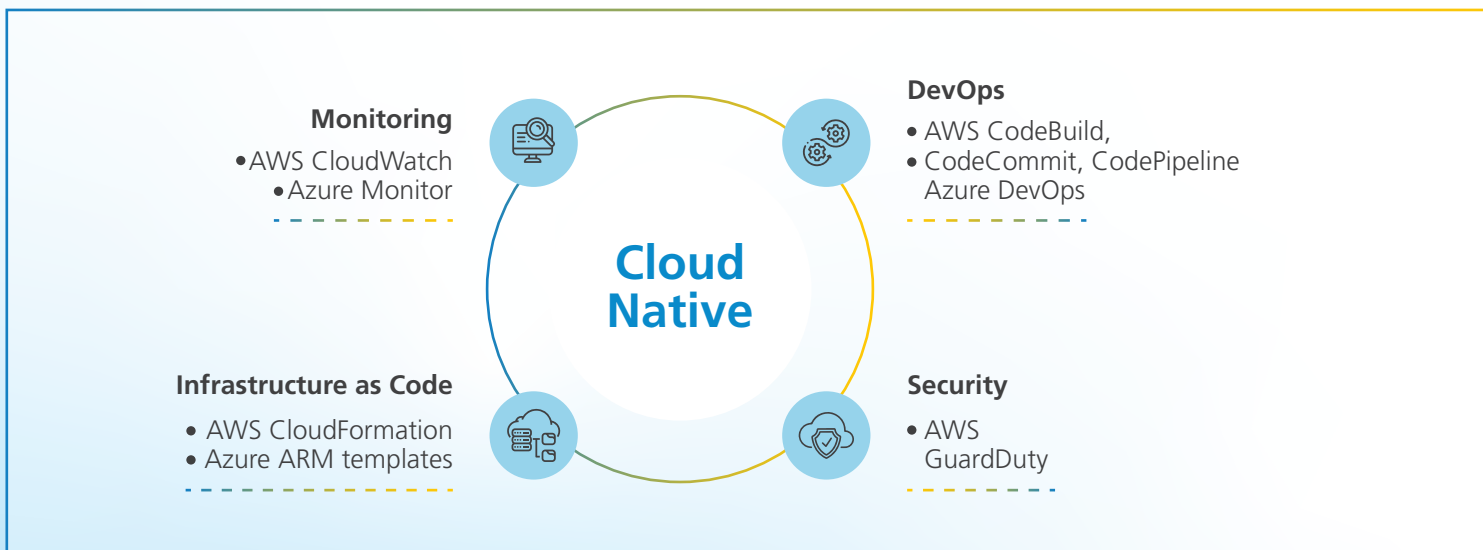 Monitoring
•AWS CloudWatch
•Azure Monitor
DevOps
• AWS CodeBuild,
• CodeCommit, CodePipeline
Azure DevOps
Cloud
Native
Infrastructure as Code
• AWS CloudFormation
• Azure ARM templates
Security
• AWS
GuardDuty